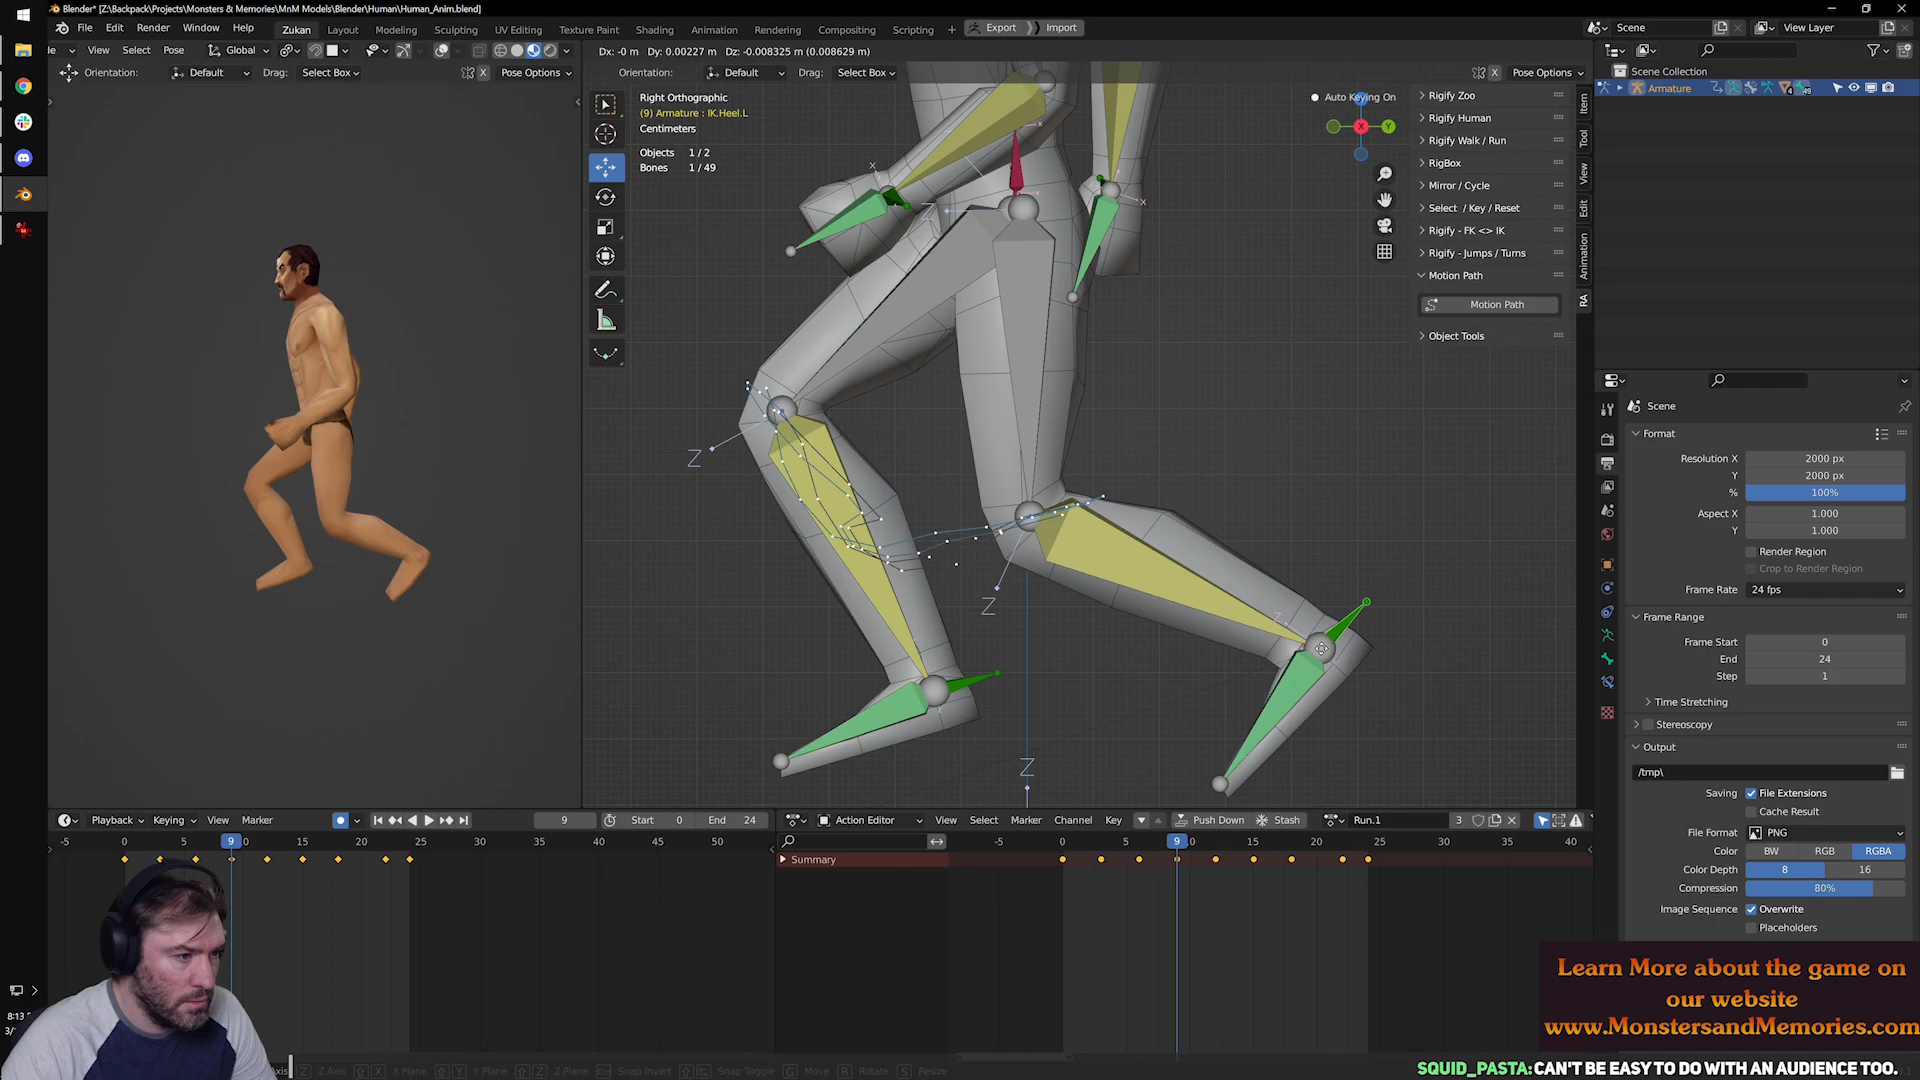 Blender* [Z:\Backpack\Projects\Monsters & Memories\MnM Models\Blender\Human\Human_Anim.blend]
File Edit Render Window Help Zukan Layout Modeling Sculpting UV Editing Texture Paint Shading Animation Rendering Compositing Scripting Export Import Scene View Layer
View Select Pose Global
Dx: -0 m Dy: 0.00227 m Dz: -0.008325 m (0.008629 m)
Orientation: Default Drag: Select Box X Pose Options
Orientation: Default Drag: Select Box X Pose Options
Right Orthographic
(9) Armature : IK.Heel.L
Centimeters
Objects 1 / 2
Bones 1 / 49
Auto Keying On
X
Y
Rigify Zoo
Rigify Human
Rigify Walk / Run
RigBox
Mirror / Cycle
Select / Key / Reset
Rigify - FK <> IK
Rigify - Jumps / Turns
Motion Path
Motion Path
Object Tools
Item
Tool
View
Edit
Animation
RA
Scene Collection
Armature
Scene
Format
Resolution X 2000 px
Y 2000 px
% 100%
Aspect X 1.000
Y 1.000
Render Region
Crop to Render Region
Frame Rate 24 fps
Frame Range
Frame Start 0
End 24
Step 1
Time Stretching
Stereoscopy
Output
/tmp\
Saving File Extensions
Cache Result
File Format PNG
Color BW RGB RGBA
Color Depth 8 16
Compression 80%
Image Sequence Overwrite
Placeholders
Playback Keying View Marker 9 Start 0 End 24
-5 0 5 9 15 20 25 30 35 40 45 50
Action Editor View Select Marker Channel Key Push Down Stash Run.1 3
-5 0 5 9 15 20 25 30 35 40
Summary
Z Axis X Plane Y Plane Z Plane Snap Invert Snap Toggle G Move R Rotate S Resize
8:13
Learn More about the game on
our website
www.MonstersandMemories.com
SQUID_PASTA: CAN'T BE EASY TO DO WITH AN AUDIENCE TOO.